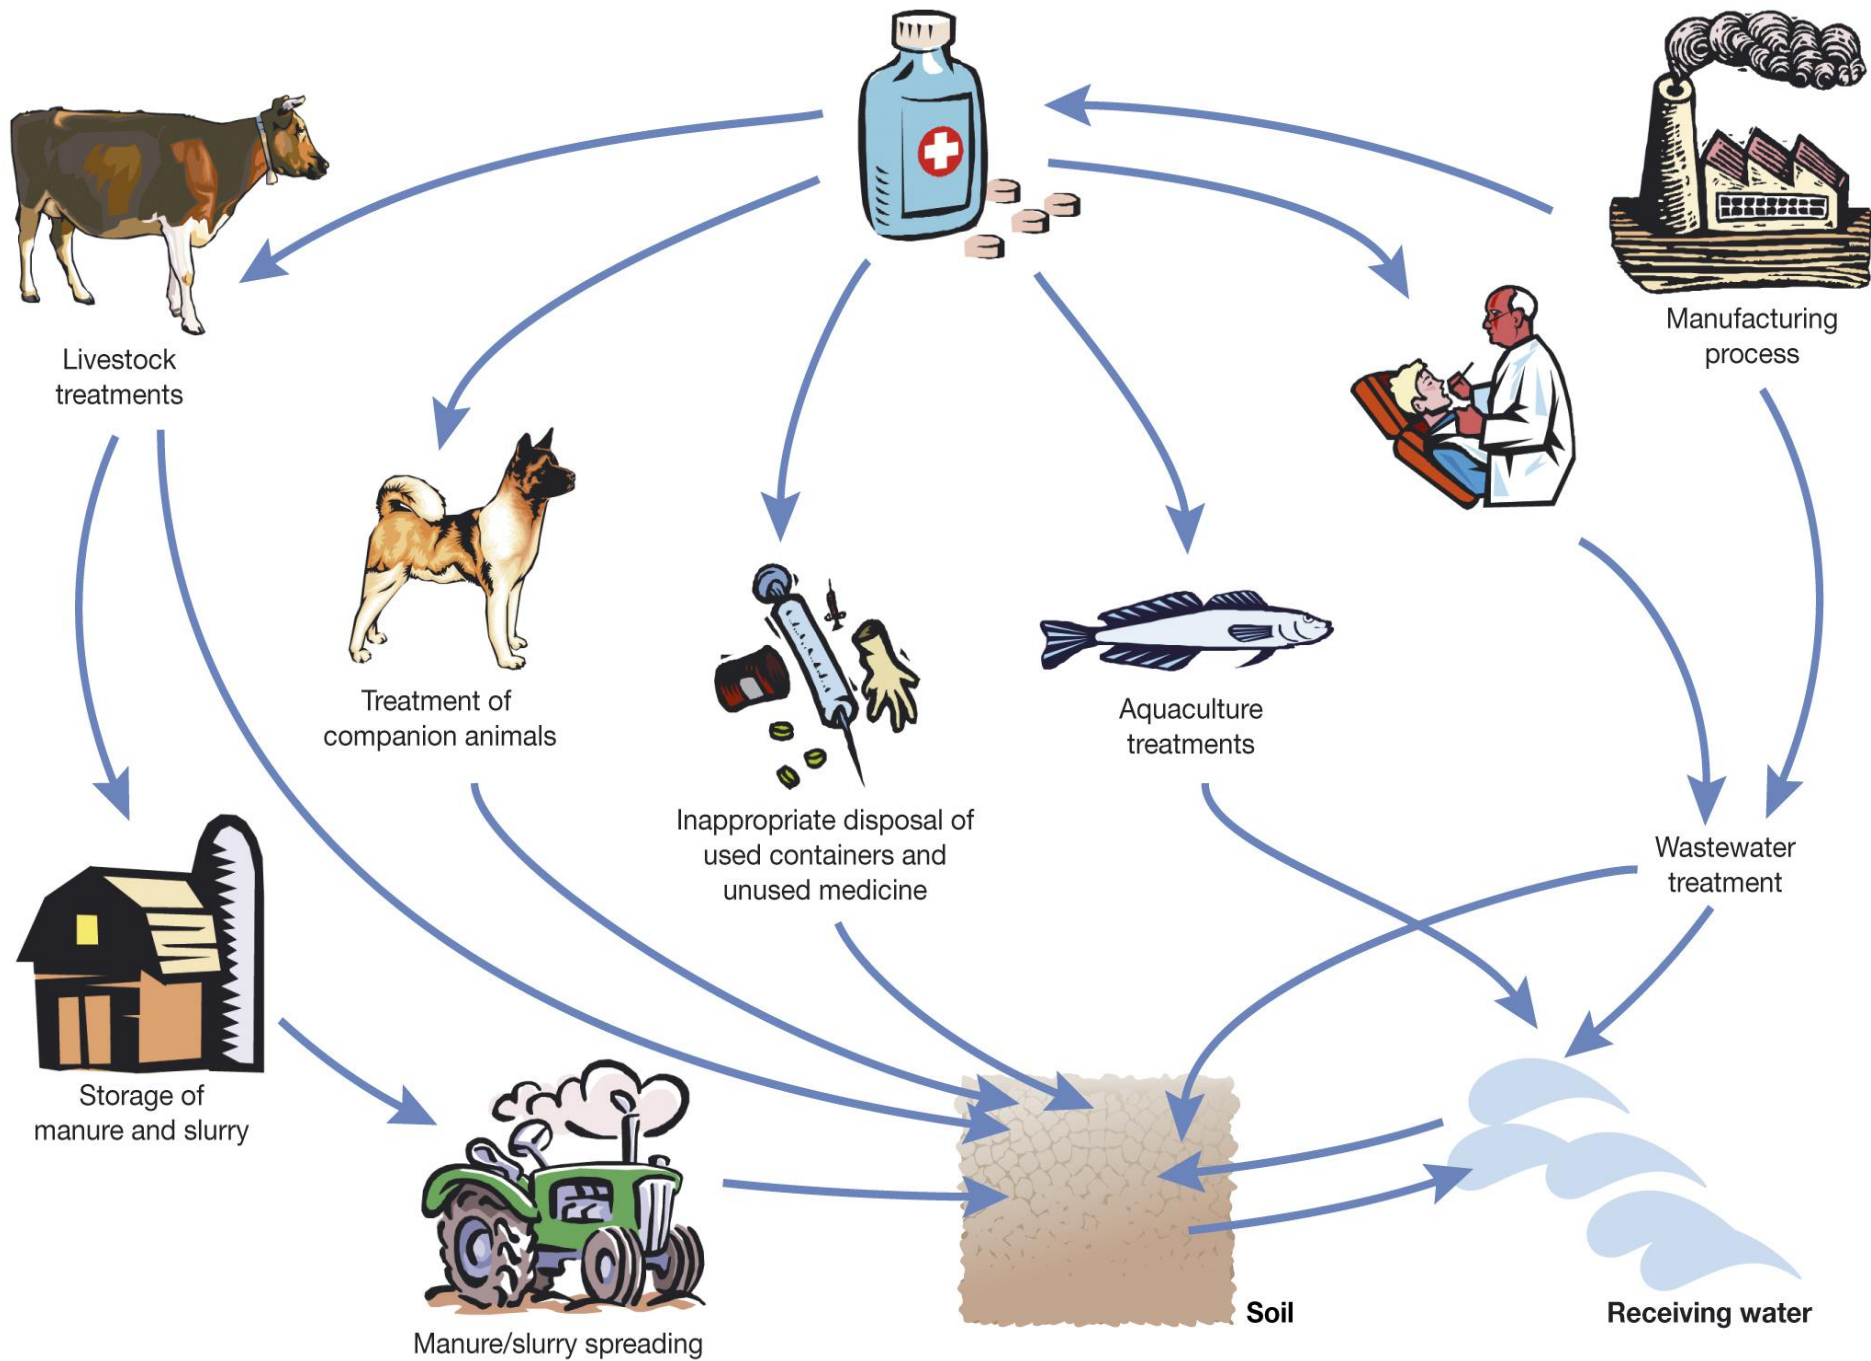 Manufacturing
process
Livestock
treatments
Treatment of
companion animals
Aquaculture
treatments
Inappropriate disposal of
used containers and
unused medicine
Wastewater
treatment
Storage of
manure and slurry
Soil
Receiving water
Manure/slurry spreading